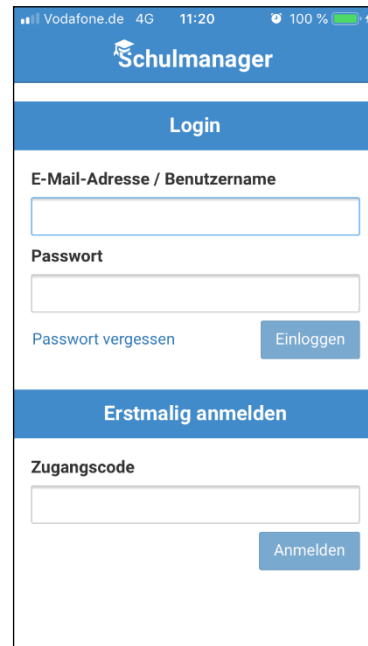 Vodafone.de 4G 11:20 100 %
Schulmanager
Login
E-Mail-Adresse / Benutzername
Passwort
Passwort vergessen Einloggen
Erstmalig anmelden
Zugangscode
Anmelden